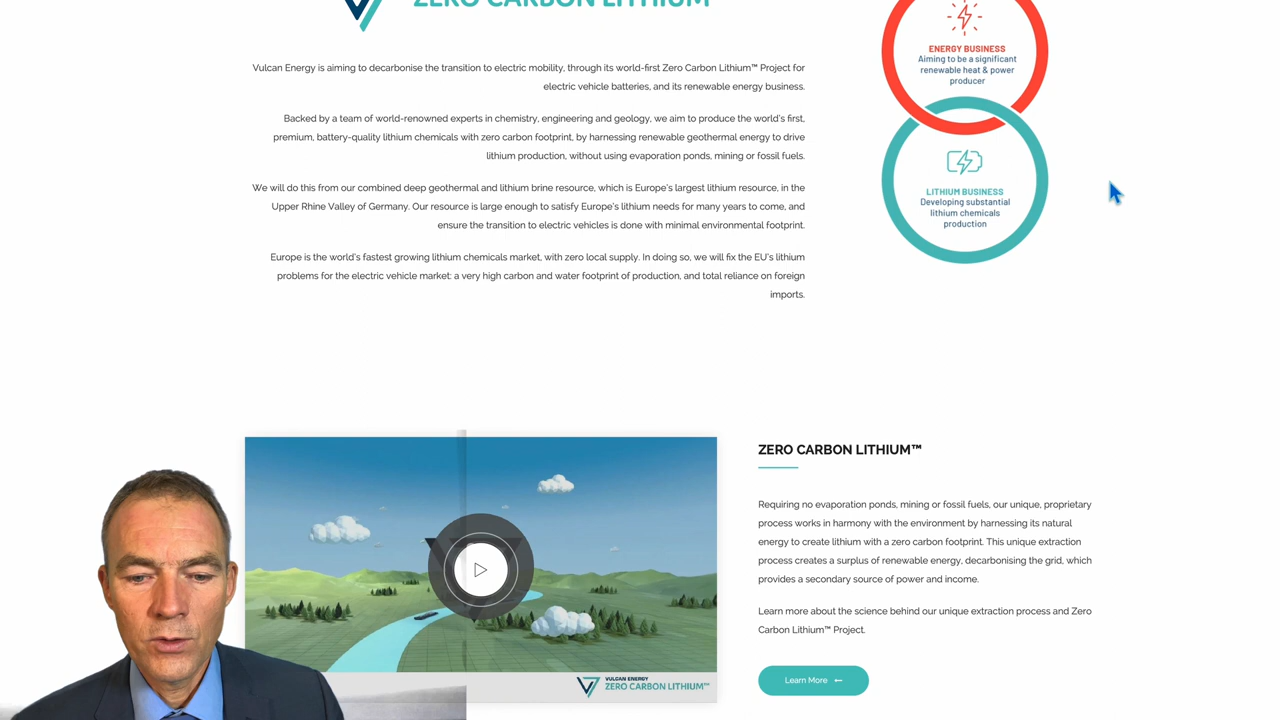 ZERO CARBON LITHIUM™
Vulcan Energy is aiming to decarbonise the transition to electric mobility, through its world-first Zero Carbon Lithium™ Project for
electric vehicle batteries, and its renewable energy business.
Backed by a team of world-renowned experts in chemistry, engineering and geology, we aim to produce the world's first,
premium, battery-quality lithium chemicals with zero carbon footprint, by harnessing renewable geothermal energy to drive
lithium production, without using evaporation ponds, mining or fossil fuels.
We will do this from our combined deep geothermal and lithium brine resource, which is Europe's largest lithium resource, in the
Upper Rhine Valley of Germany. Our resource is large enough to satisfy Europe's lithium needs for many years to come, and
ensure the transition to electric vehicles is done with minimal environmental footprint.
Europe is the world's fastest growing lithium chemicals market, with zero local supply. In doing so, we will fix the EU's lithium
problems for the electric vehicle market: a very high carbon and water footprint of production, and total reliance on foreign
imports.
ENERGY BUSINESS
Aiming to be a significant
renewable heat & power
producer
LITHIUM BUSINESS
Developing substantial
lithium chemicals
production
VULCAN ENERGY
ZERO CARBON LITHIUM™
ZERO CARBON LITHIUM™
Requiring no evaporation ponds, mining or fossil fuels, our unique, proprietary
process works in harmony with the environment by harnessing its natural
energy to create lithium with a zero carbon footprint. This unique extraction
process creates a surplus of renewable energy, decarbonising the grid, which
provides a secondary source of power and income.
Learn more about the science behind our unique extraction process and Zero
Carbon Lithium™ Project.
Learn More